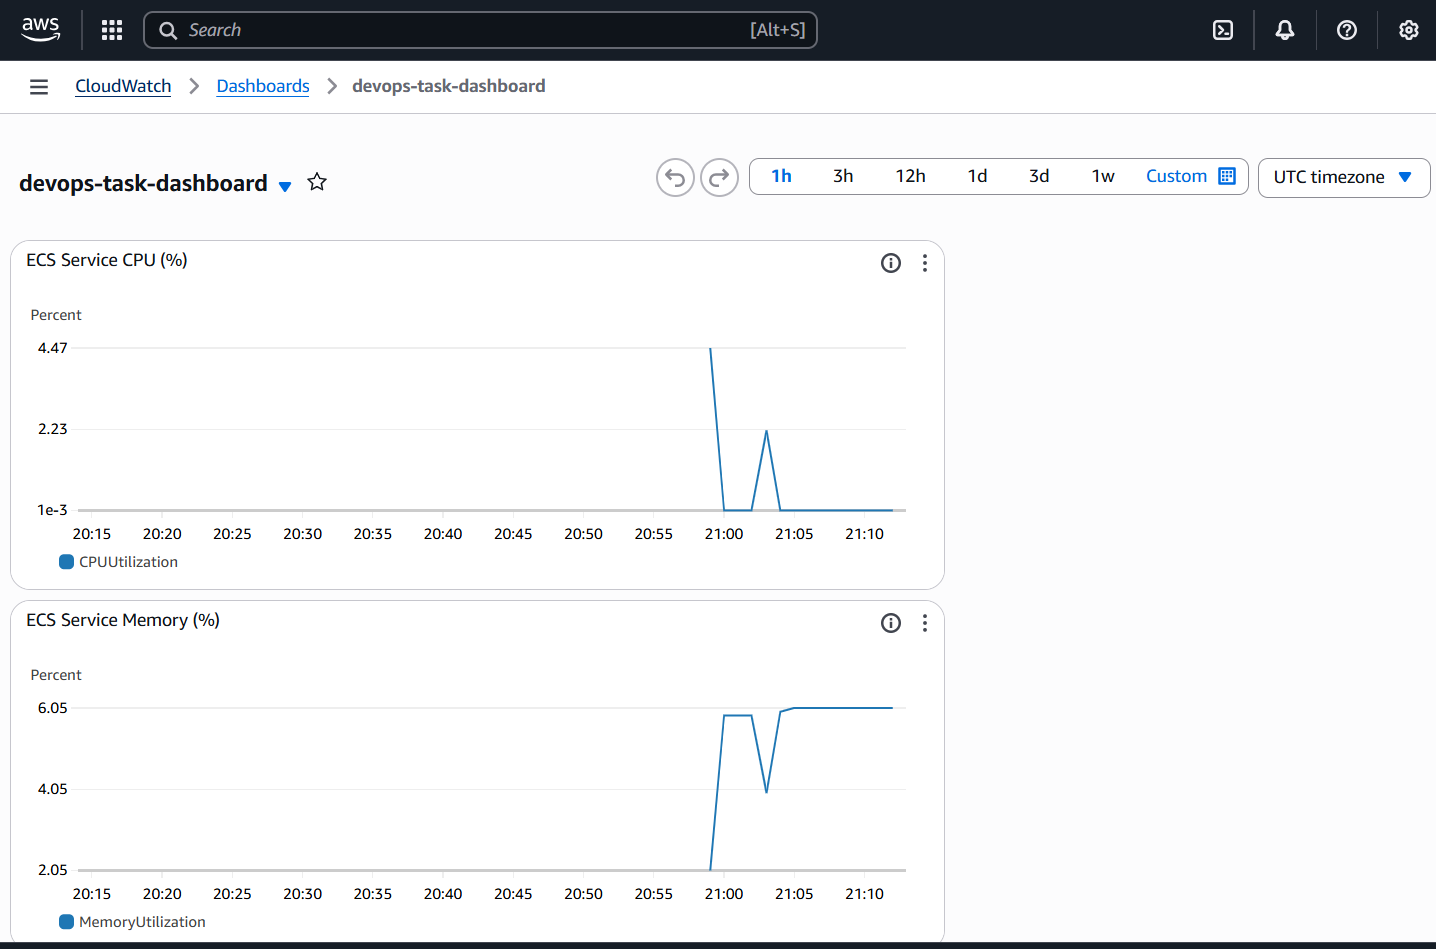 aws Search [Alt+S]
CloudWatch Dashboards devops-task-dashboard
devops-task-dashboard 1h 3h 12h 1d 3d 1w Custom UTC timezone
ECS Service CPU (%)
Percent
4.47
2.23
1e-3
20:15 20:20 20:25 20:30 20:35 20:40 20:45 20:50 20:55 21:00 21:05 21:10
CPUUtilization
ECS Service Memory (%)
Percent
6.05
4.05
2.05
20:15 20:20 20:25 20:30 20:35 20:40 20:45 20:50 20:55 21:00 21:05 21:10
MemoryUtilization